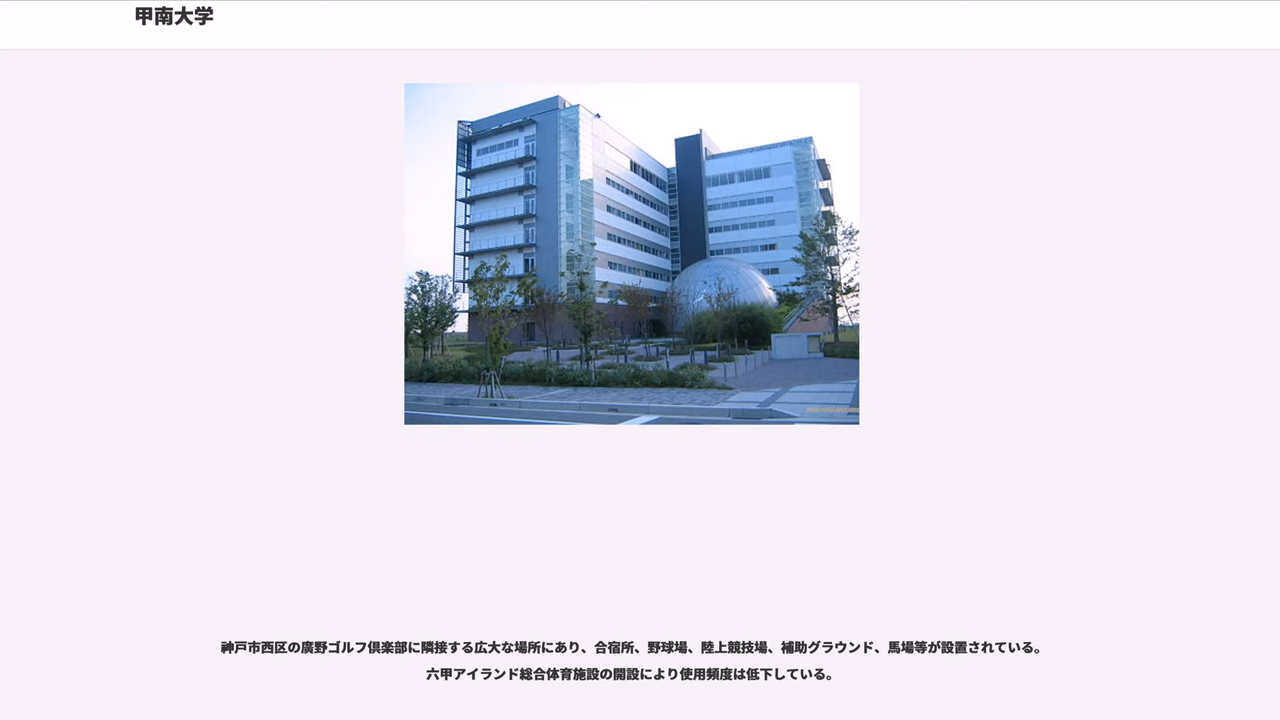 甲南大学
神戸市西区の廣野ゴルフ倶楽部に隣接する広大な場所にあり、合宿所、野球場、陸上競技場、補助グラウンド、馬場等が設置されている。
六甲アイランド総合体育施設の開設により使用頻度は低下している。